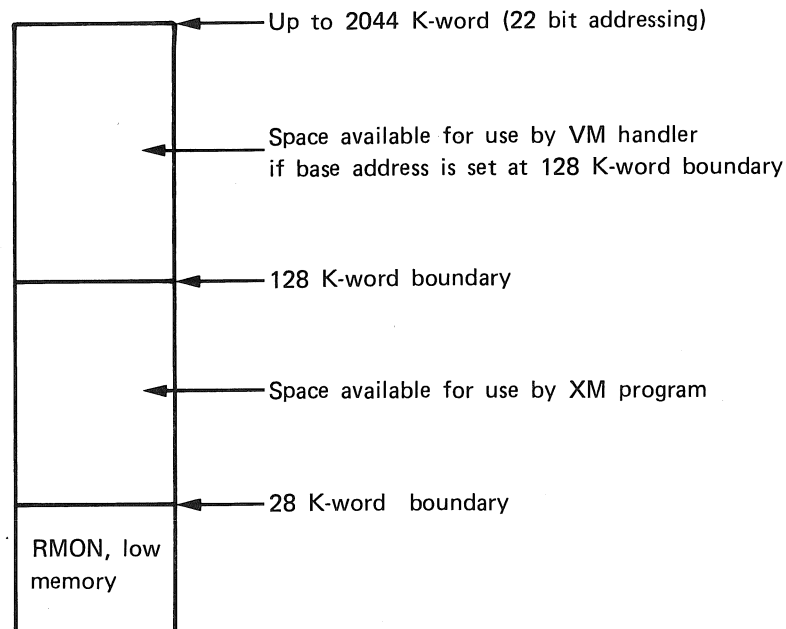 Up to 2044 K-word (22 bit addressing)
Space available for use by VM handler
if base address is set at 128 K-word boundary
128 K-word boundary
Space available for use by XM program
28 K-word boundary
RMON, low
memory